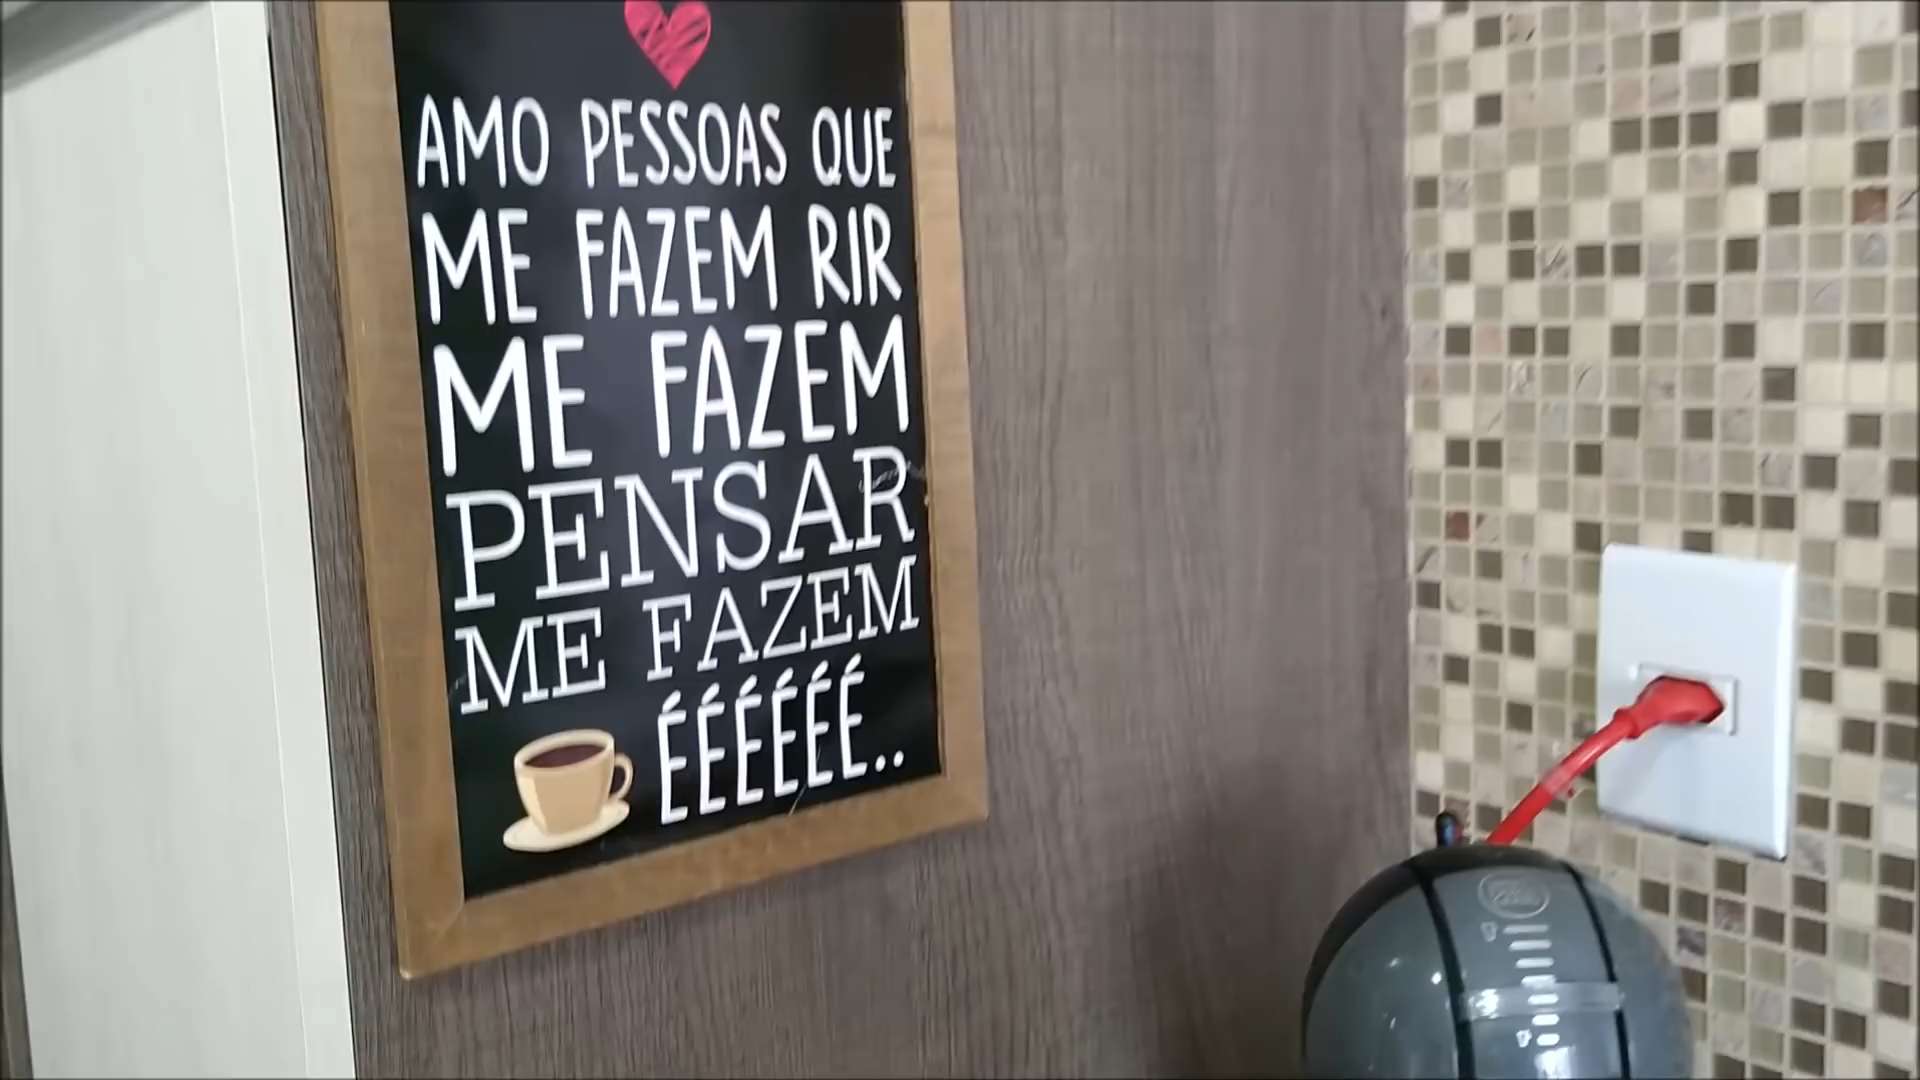 AMO PESSOAS QUE
ME FAZEM RIR
ME FAZEM
PENSAR
ME FAZEM
ÉÉÉÉÉÉ..